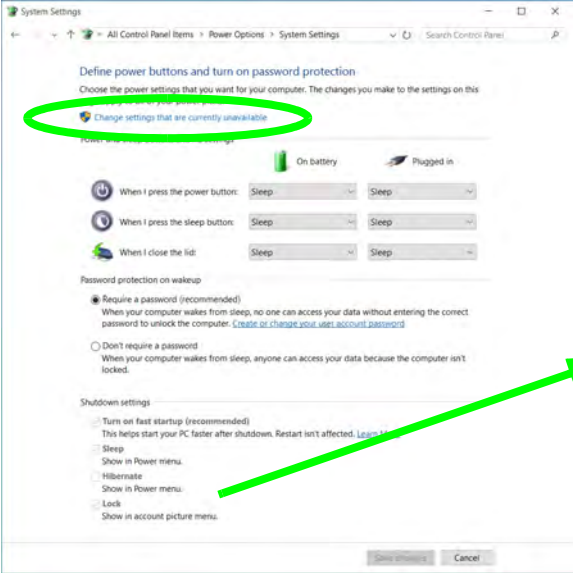 System Settings
All Control Panel Items > Power Options > System Settings
Search Control Panel
Define power buttons and turn on password protection
Choose the power settings that you want for your computer. The changes you make to the settings on this
Change settings that are currently unavailable
On battery Plugged in
When I press the power button: Sleep Sleep
When I press the sleep button: Sleep Sleep
When I close the lid: Sleep Sleep
Password protection on wakeup
Require a password (recommended)
When your computer wakes from sleep, no one can access your data without entering the correct
password to unlock the computer. Create or change your user account password
Don't require a password
When your computer wakes from sleep, anyone can access your data because the computer isn't
locked.
Shutdown settings
Turn on fast startup (recommended)
This helps start your PC faster after shutdown. Restart isn't affected. Learn
Sleep
Show in Power menu.
Hibernate
Show in Power menu.
Lock
Show in account picture menu.
Save changes Cancel